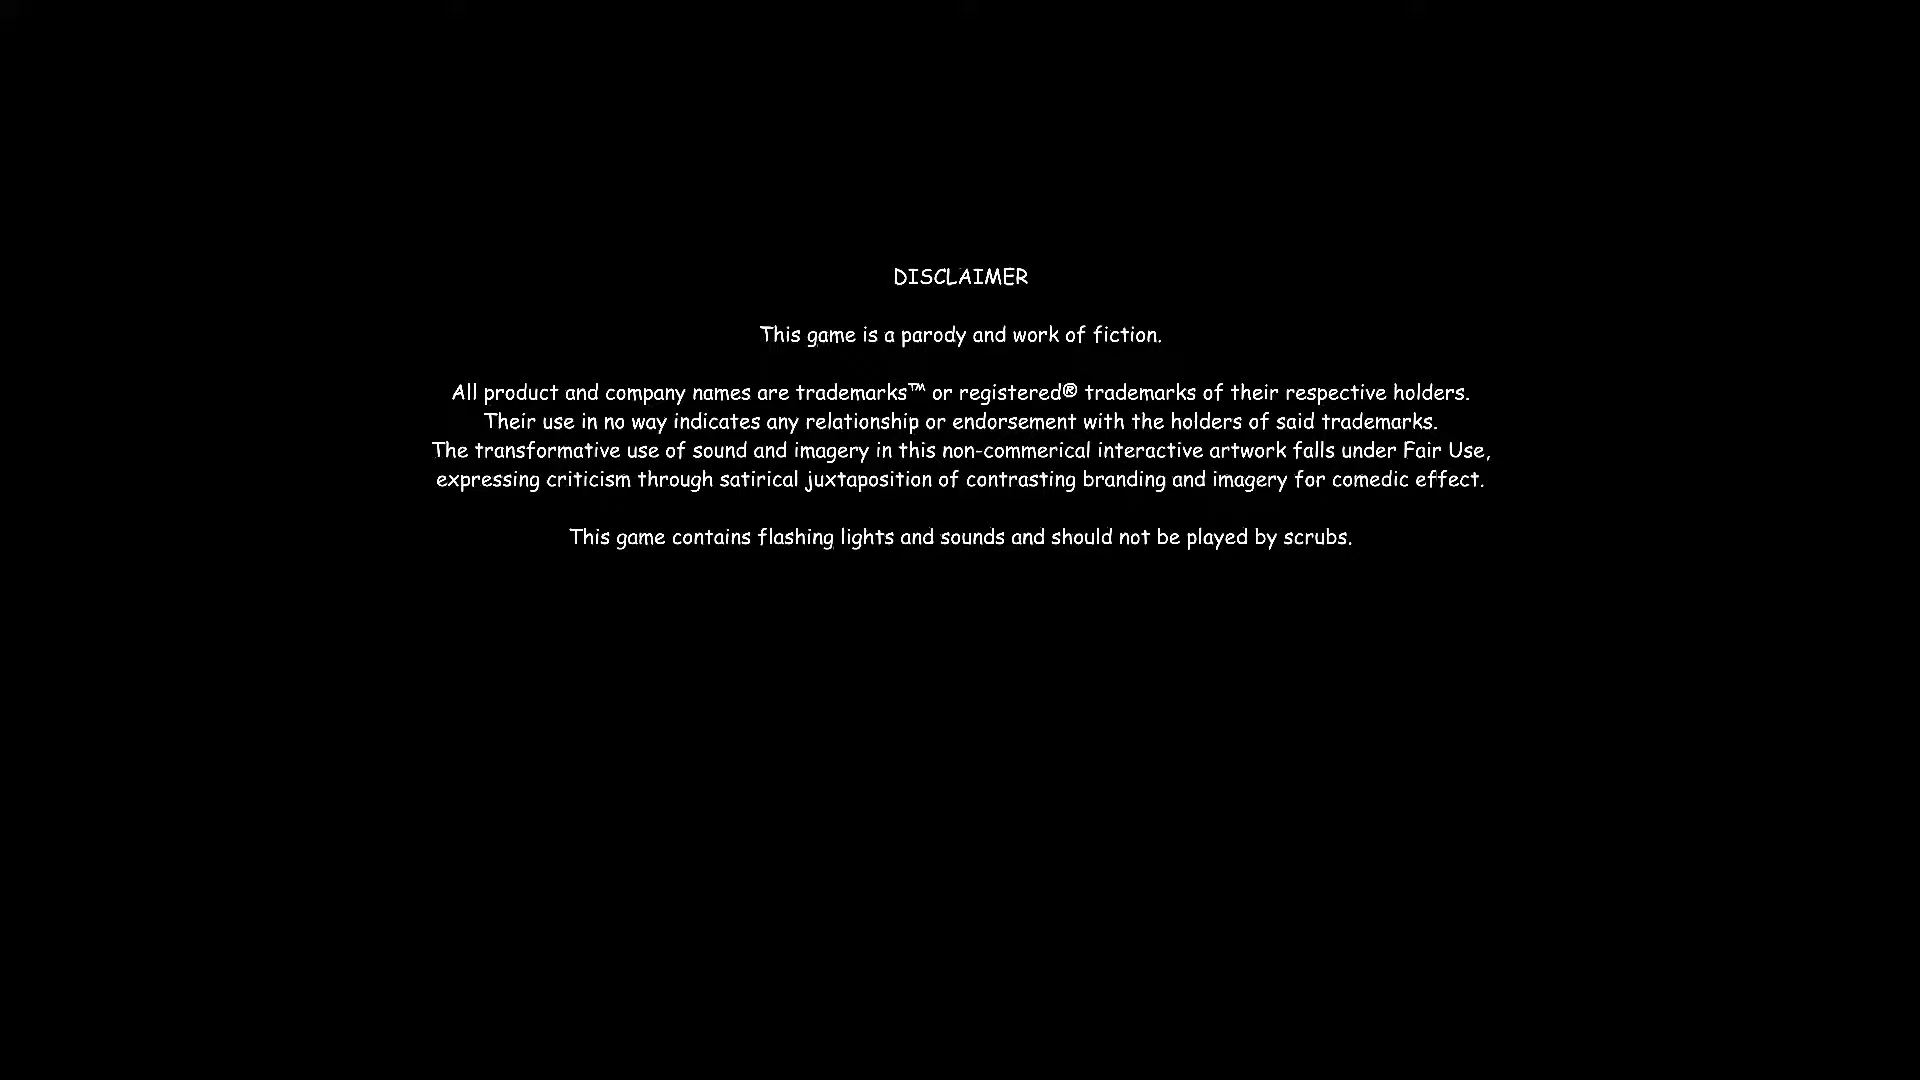 DISCLAIMER
This game is a parody and work of fiction.
All product and company names are trademarks™ or registered® trademarks of their respective holders.
Their use in no way indicates any relationship or endorsement with the holders of said trademarks.
The transformative use of sound and imagery in this non-commerical interactive artwork falls under Fair Use,
expressing criticism through satirical juxtaposition of contrasting branding and imagery for comedic effect.
This game contains flashing lights and sounds and should not be played by scrubs.